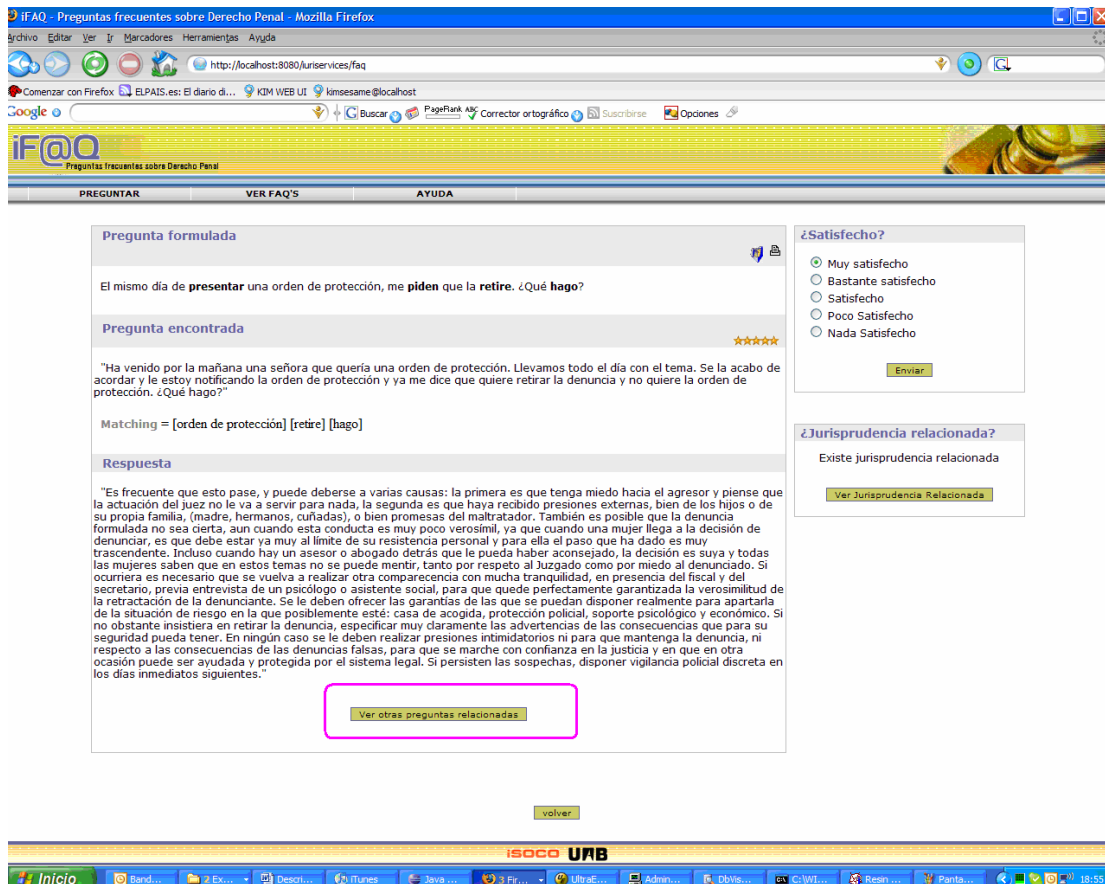 iFAQ - Preguntas frecuentes sobre Derecho Penal - Mozilla Firefox
Archivo Editar Ver Ir Marcadores Herramientas Ayuda
http://localhost:8080/iuriservices/faq
Comenzar con Firefox ELPAIS.es: El diario di... KIM WEB UI kimsesame@localhost
Google Buscar PageRank ABC Corrector ortográfico Suscribirse Opciones
iF@Q
Preguntas frecuentes sobre Derecho Penal
PREGUNTAR VER FAQ'S AYUDA
Pregunta formulada
El mismo día de presentar una orden de protección, me piden que la retire. ¿Qué hago?
Pregunta encontrada
"Ha venido por la mañana una señora que quería una orden de protección. Llevamos todo el día con el tema. Se la acabo de
acordar y le estoy notificando la orden de protección y ya me dice que quiere retirar la denuncia y no quiere la orden de
protección. ¿Qué hago?"
Matching = [orden de protección] [retire] [hago]
Respuesta
"Es frecuente que esto pase, y puede deberse a varias causas: la primera es que tenga miedo hacia el agresor y piense que
la actuación del juez no le va a servir para nada, la segunda es que haya recibido presiones externas, bien de los hijos o de
su propia familia, (madre, hermanos, cuñadas), o bien promesas del maltratador. También es posible que la denuncia
formulada no sea cierta, aun cuando esta conducta es muy poco verosímil, ya que cuando una mujer llega a la decisión de
denunciar, es que debe estar ya muy al límite de su resistencia personal y para ella el paso que ha dado es muy
trascendente. Incluso cuando hay un asesor o abogado detrás que le pueda haber aconsejado, la decisión es suya y todas
las mujeres saben que en estos temas no se puede mentir, tanto por respeto al Juzgado como por miedo al denunciado. Si
ocurriera es necesario que se vuelva a realizar otra comparecencia con mucha tranquilidad, en presencia del fiscal y del
secretario, previa entrevista de un psicólogo o asistente social, para que quede perfectamente garantizada la verosimilitud de
la retractación de la denunciante. Se le deben ofrecer las garantías de las que se puedan disponer realmente para apartarla
de la situación de riesgo en la que posiblemente esté: casa de acogida, protección policial, soporte psicológico y económico. Si
no obstante insistiera en retirar la denuncia, especificar muy claramente las advertencias de las consecuencias que para su
seguridad pueda tener. En ningún caso se le deben realizar presiones intimidatorios ni para que mantenga la denuncia, ni
respecto a las consecuencias de las denuncias falsas, para que se marche con confianza en la justicia y en que en otra
ocasión puede ser ayudada y protegida por el sistema legal. Si persisten las sospechas, disponer vigilancia policial discreta en
los días inmediatos siguientes."
Ver otras preguntas relacionadas
¿Satisfecho?
Muy satisfecho
Bastante satisfecho
Satisfecho
Poco Satisfecho
Nada Satisfecho
Enviar
¿Jurisprudencia relacionada?
Existe jurisprudencia relacionada
Ver Jurisprudencia Relacionada
volver
isoco UAB
Inicio Band... 2 Ex... Descri... iTunes Java ... 3 Fir... UltraE... Admin... DbVis... C:\WI... Resin ... Panta... 18:55